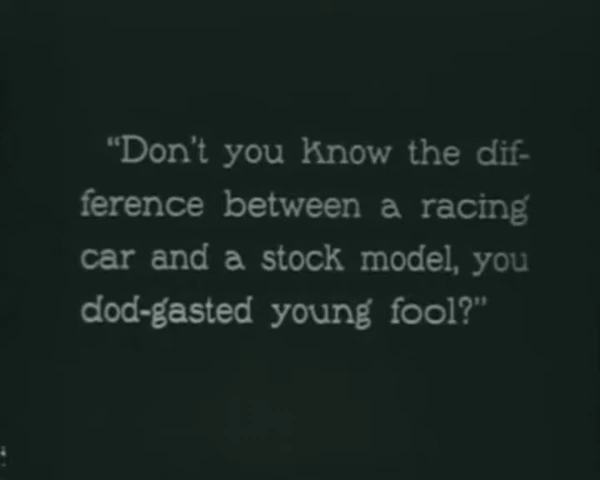 “Don't you know the dif-
ference between a racing
car and a stock model, you
dod-gasted young fool?”